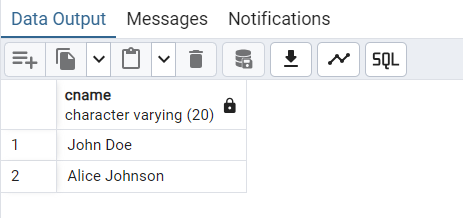 Data Output Messages Notifications
SQL
cname
character varying (20)
1 John Doe
2 Alice Johnson